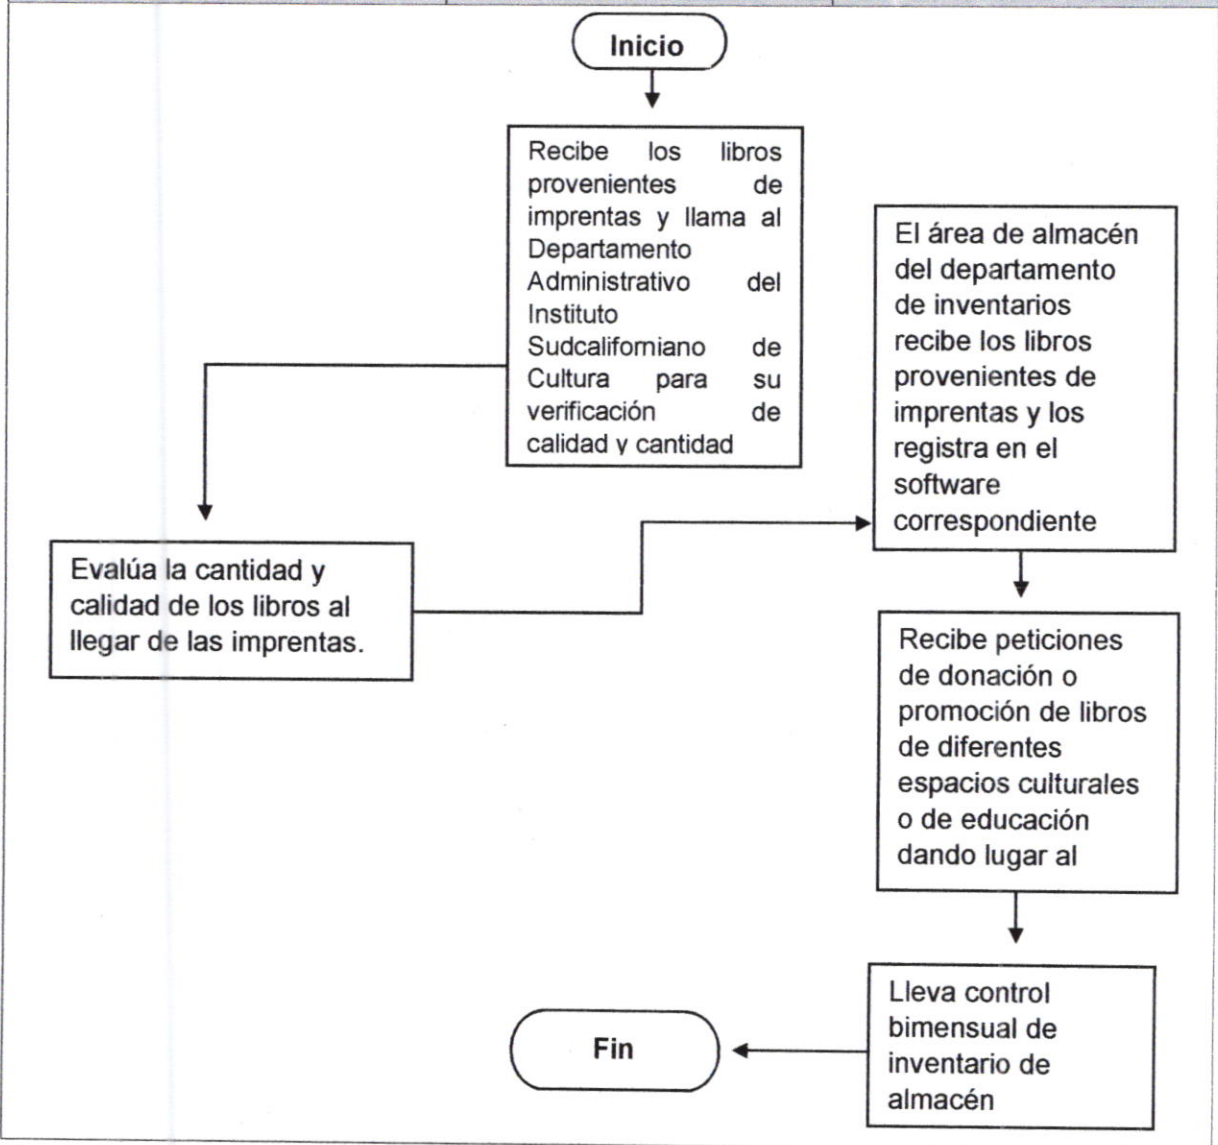 Inicio
Recibe los libros
provenientes de
imprentas y llama al
Departamento
Administrativo del
Instituto
Sudcaliforniano de
Cultura para su
verificación de
calidad y cantidad
Evalúa la cantidad y
calidad de los libros al
llegar de las imprentas.
El área de almacén
del departamento
de inventarios
recibe los libros
provenientes de
imprentas y los
registra en el
software
correspondiente
Recibe peticiones
de donación o
promoción de libros
de diferentes
espacios culturales
o de educación
dando lugar al
Lleva control
bimensual de
inventario de
almacén
Fin